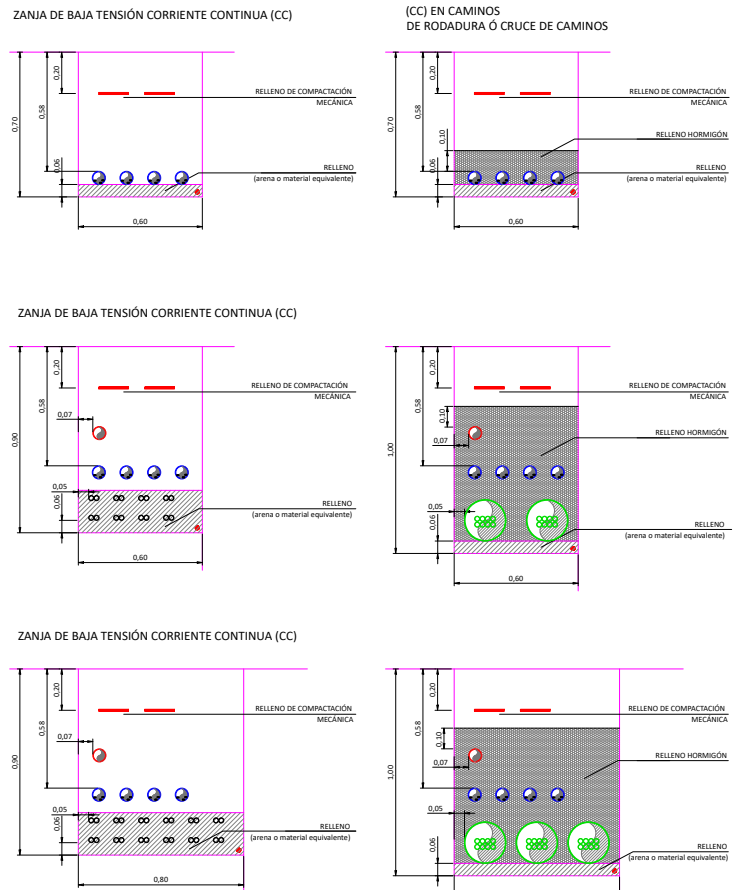 ZANJA DE BAJA TENSIÓN CORRIENTE CONTINUA (CC)
(CC) EN CAMINOS
DE RODADURA Ó CRUCE DE CAMINOS
0,70
0,58
0,20
0,06
0,60
RELLENO DE COMPACTACIÓN
MECÁNICA
RELLENO
(arena o material equivalente)
0,70
0,58
0,20
0,10
0,06
0,60
RELLENO DE COMPACTACIÓN
MECÁNICA
RELLENO HORMIGÓN
RELLENO
(arena o material equivalente)
ZANJA DE BAJA TENSIÓN CORRIENTE CONTINUA (CC)
0,90
0,58
0,20
0,07
0,05
0,06
0,60
RELLENO DE COMPACTACIÓN
MECÁNICA
RELLENO
(arena o material equivalente)
1,00
0,58
0,20
0,10
0,07
0,05
0,06
0,60
RELLENO DE COMPACTACIÓN
MECÁNICA
RELLENO HORMIGÓN
RELLENO
(arena o material equivalente)
ZANJA DE BAJA TENSIÓN CORRIENTE CONTINUA (CC)
0,90
0,58
0,20
0,07
0,05
0,06
0,80
RELLENO DE COMPACTACIÓN
MECÁNICA
RELLENO
(arena o material equivalente)
1,00
0,58
0,20
0,10
0,07
0,05
0,06
RELLENO DE COMPACTACIÓN
MECÁNICA
RELLENO HORMIGÓN
RELLENO
(arena o material equivalente)